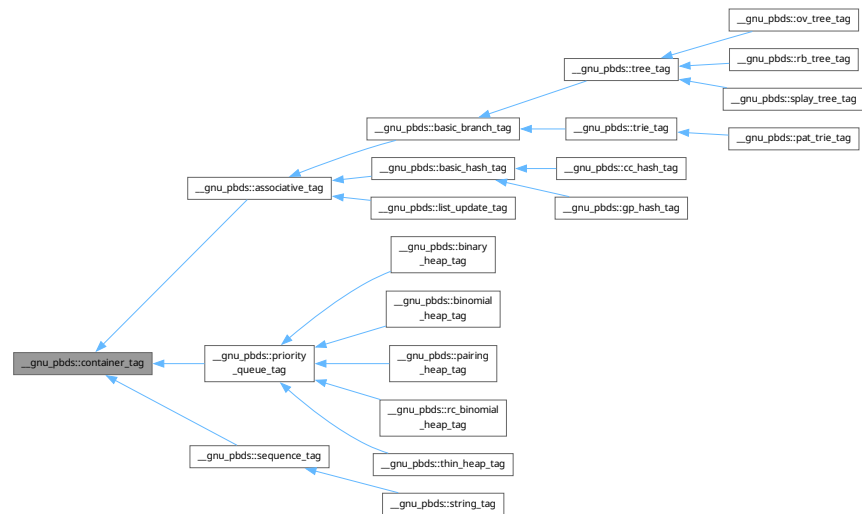 __gnu_pbds::ov_tree_tag
__gnu_pbds::rb_tree_tag
__gnu_pbds::tree_tag
__gnu_pbds::splay_tree_tag
__gnu_pbds::basic_branch_tag
__gnu_pbds::trie_tag
__gnu_pbds::pat_trie_tag
__gnu_pbds::basic_hash_tag
__gnu_pbds::cc_hash_tag
__gnu_pbds::associative_tag
__gnu_pbds::list_update_tag
__gnu_pbds::gp_hash_tag
__gnu_pbds::binary
_heap_tag
__gnu_pbds::binomial
_heap_tag
__gnu_pbds::container_tag
__gnu_pbds::priority
_queue_tag
__gnu_pbds::pairing
_heap_tag
__gnu_pbds::rc_binomial
_heap_tag
__gnu_pbds::sequence_tag
__gnu_pbds::thin_heap_tag
__gnu_pbds::string_tag